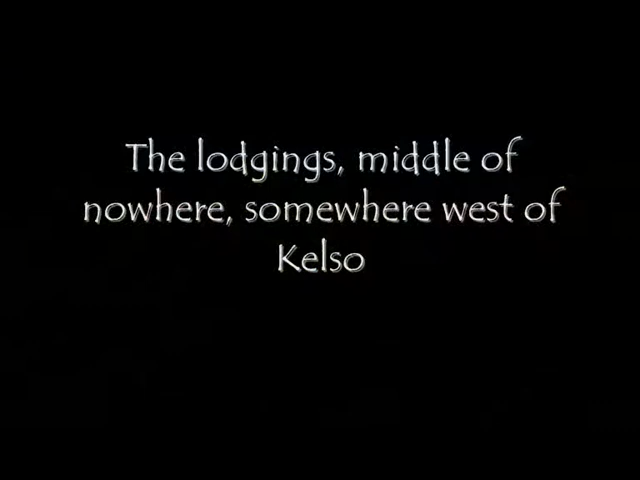 The lodgings, middle of
nowhere, somewhere west of
Kelso